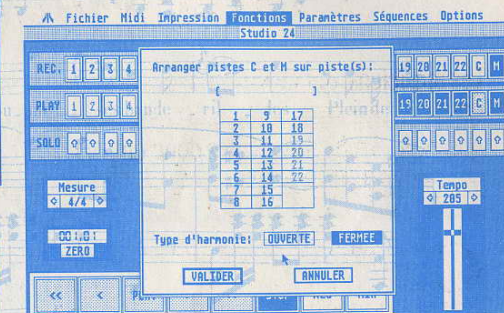 Fichier Midi Impression Fonctions Paramètres Séquences Options
Studio 24
Arranger pistes C et M sur piste(s):
[ ]
REC. 1 2 3 4 19 20 21 22 C M
PLAY 1 2 3 4 19 20 21 22 C M
SOLO
1 9 17
2 10 18
3 11 19
4 12 20
5 13 21
6 14 22
7 15
8 16
Mesure
4/4
Tempo
205
001,01
ZERO
Type d'harmonie: OUVERTE FERMEE
VALIDER ANNULER
<< <